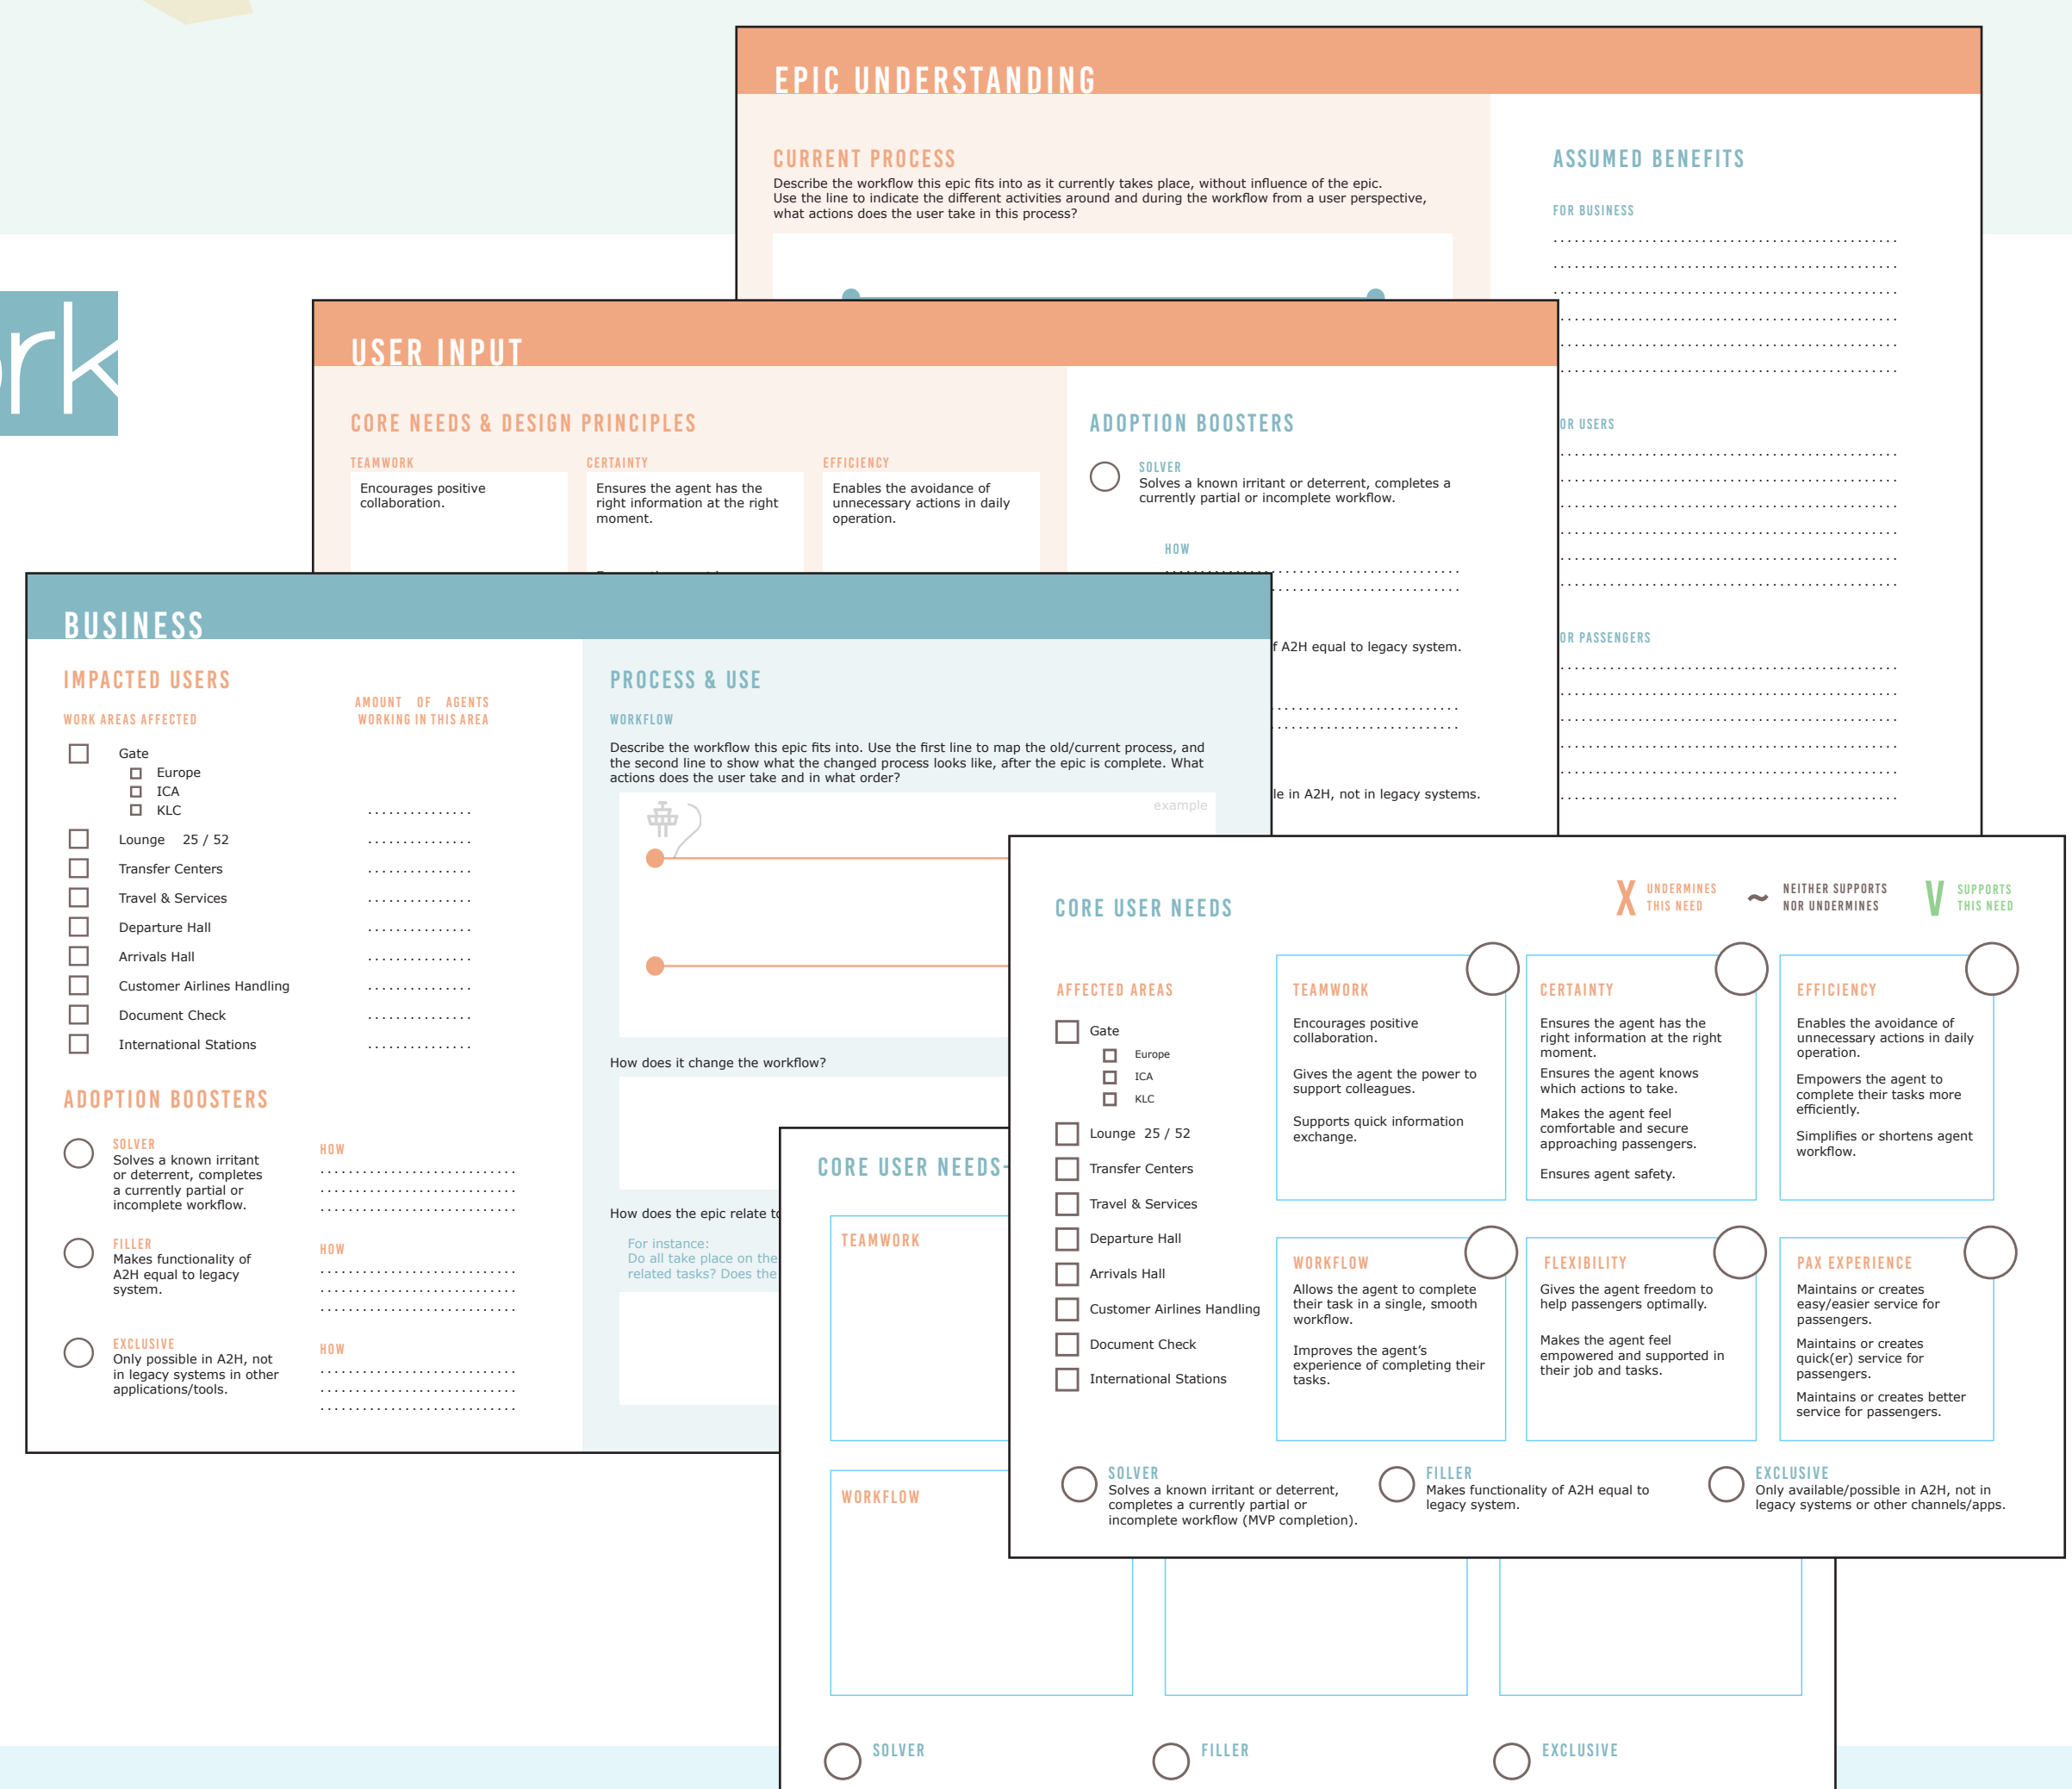 EPIC UNDERSTANDING
CURRENT PROCESS
Describe the workflow this epic fits into as it currently takes place, without influence of the epic.
Use the line to indicate the different activities around and during the workflow from a user perspective,
what actions does the user take in this process?
ASSUMED BENEFITS
FOR BUSINESS
OR USERS
OR PASSENGERS
rk
USER INPUT
CORE NEEDS & DESIGN PRINCIPLES
TEAMWORK
Encourages positive
collaboration.
CERTAINTY
Ensures the agent has the
right information at the right
moment.
EFFICIENCY
Enables the avoidance of
unnecessary actions in daily
operation.
ADOPTION BOOSTERS
SOLVER
Solves a known irritant or deterrent, completes a
currently partial or incomplete workflow.
HOW
f A2H equal to legacy system.
le in A2H, not in legacy systems.
BUSINESS
IMPACTED USERS
WORK AREAS AFFECTED
AMOUNT OF AGENTS
WORKING IN THIS AREA
Gate
Europe
ICA
KLC
Lounge 25 / 52
Transfer Centers
Travel & Services
Departure Hall
Arrivals Hall
Customer Airlines Handling
Document Check
International Stations
ADOPTION BOOSTERS
SOLVER
Solves a known irritant
or deterrent, completes
a currently partial or
incomplete workflow.
HOW
FILLER
Makes functionality of
A2H equal to legacy
system.
HOW
EXCLUSIVE
Only possible in A2H, not
in legacy systems in other
applications/tools.
HOW
PROCESS & USE
WORKFLOW
Describe the workflow this epic fits into. Use the first line to map the old/current process, and
the second line to show what the changed process looks like, after the epic is complete. What
actions does the user take and in what order?
example
How does it change the workflow?
How does the epic relate to
For instance:
Do all take place on the
related tasks? Does the
CORE USER NEEDS
X UNDERMINES
THIS NEED
~ NEITHER SUPPORTS
NOR UNDERMINES
V SUPPORTS
THIS NEED
AFFECTED AREAS
Gate
Europe
ICA
KLC
Lounge 25 / 52
Transfer Centers
Travel & Services
Departure Hall
Arrivals Hall
Customer Airlines Handling
Document Check
International Stations
TEAMWORK
Encourages positive
collaboration.
Gives the agent the power to
support colleagues.
Supports quick information
exchange.
CERTAINTY
Ensures the agent has the
right information at the right
moment.
Ensures the agent knows
which actions to take.
Makes the agent feel
comfortable and secure
approaching passengers.
Ensures agent safety.
EFFICIENCY
Enables the avoidance of
unnecessary actions in daily
operation.
Empowers the agent to
complete their tasks more
efficiently.
Simplifies or shortens agent
workflow.
WORKFLOW
Allows the agent to complete
their task in a single, smooth
workflow.
Improves the agent's
experience of completing their
tasks.
FLEXIBILITY
Gives the agent freedom to
help passengers optimally.
Makes the agent feel
empowered and supported in
their job and tasks.
PAX EXPERIENCE
Maintains or creates
easy/easier service for
passengers.
Maintains or creates
quick(er) service for
passengers.
Maintains or creates better
service for passengers.
SOLVER
Solves a known irritant or deterrent,
completes a currently partial or
incomplete workflow (MVP completion).
FILLER
Makes functionality of A2H equal to
legacy system.
EXCLUSIVE
Only available/possible in A2H, not in
legacy systems or other channels/apps.
CORE USER NEEDS-
TEAMWORK
WORKFLOW
SOLVER
FILLER
EXCLUSIVE